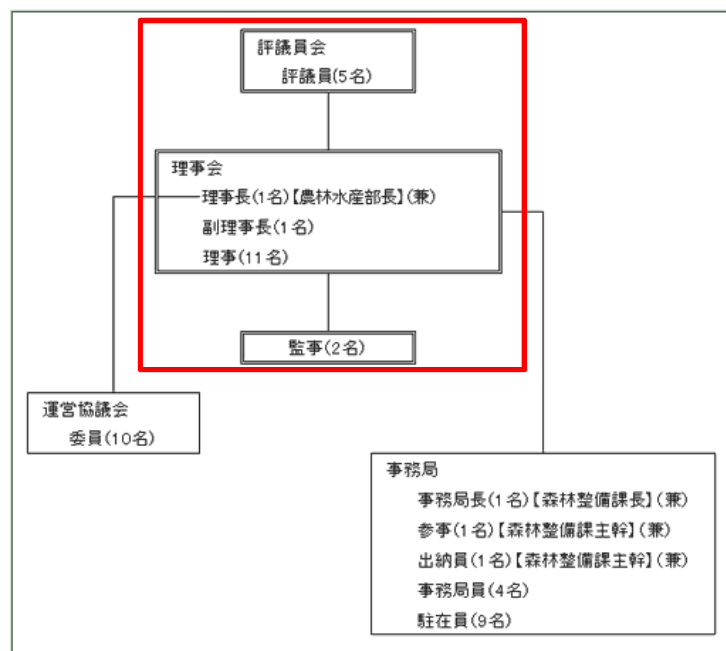 評議員会
評議員(5名)
理事会
理事長(1名)【農林水産部長】(兼)
副理事長(1名)
理事(11名)
監事(2名)
運営協議会
委員(10名)
事務局
事務局長(1名)【森林整備課長】(兼)
参事(1名)【森林整備課主幹】(兼)
出納員(1名)【森林整備課主幹】(兼)
事務局員(4名)
駐在員(9名)